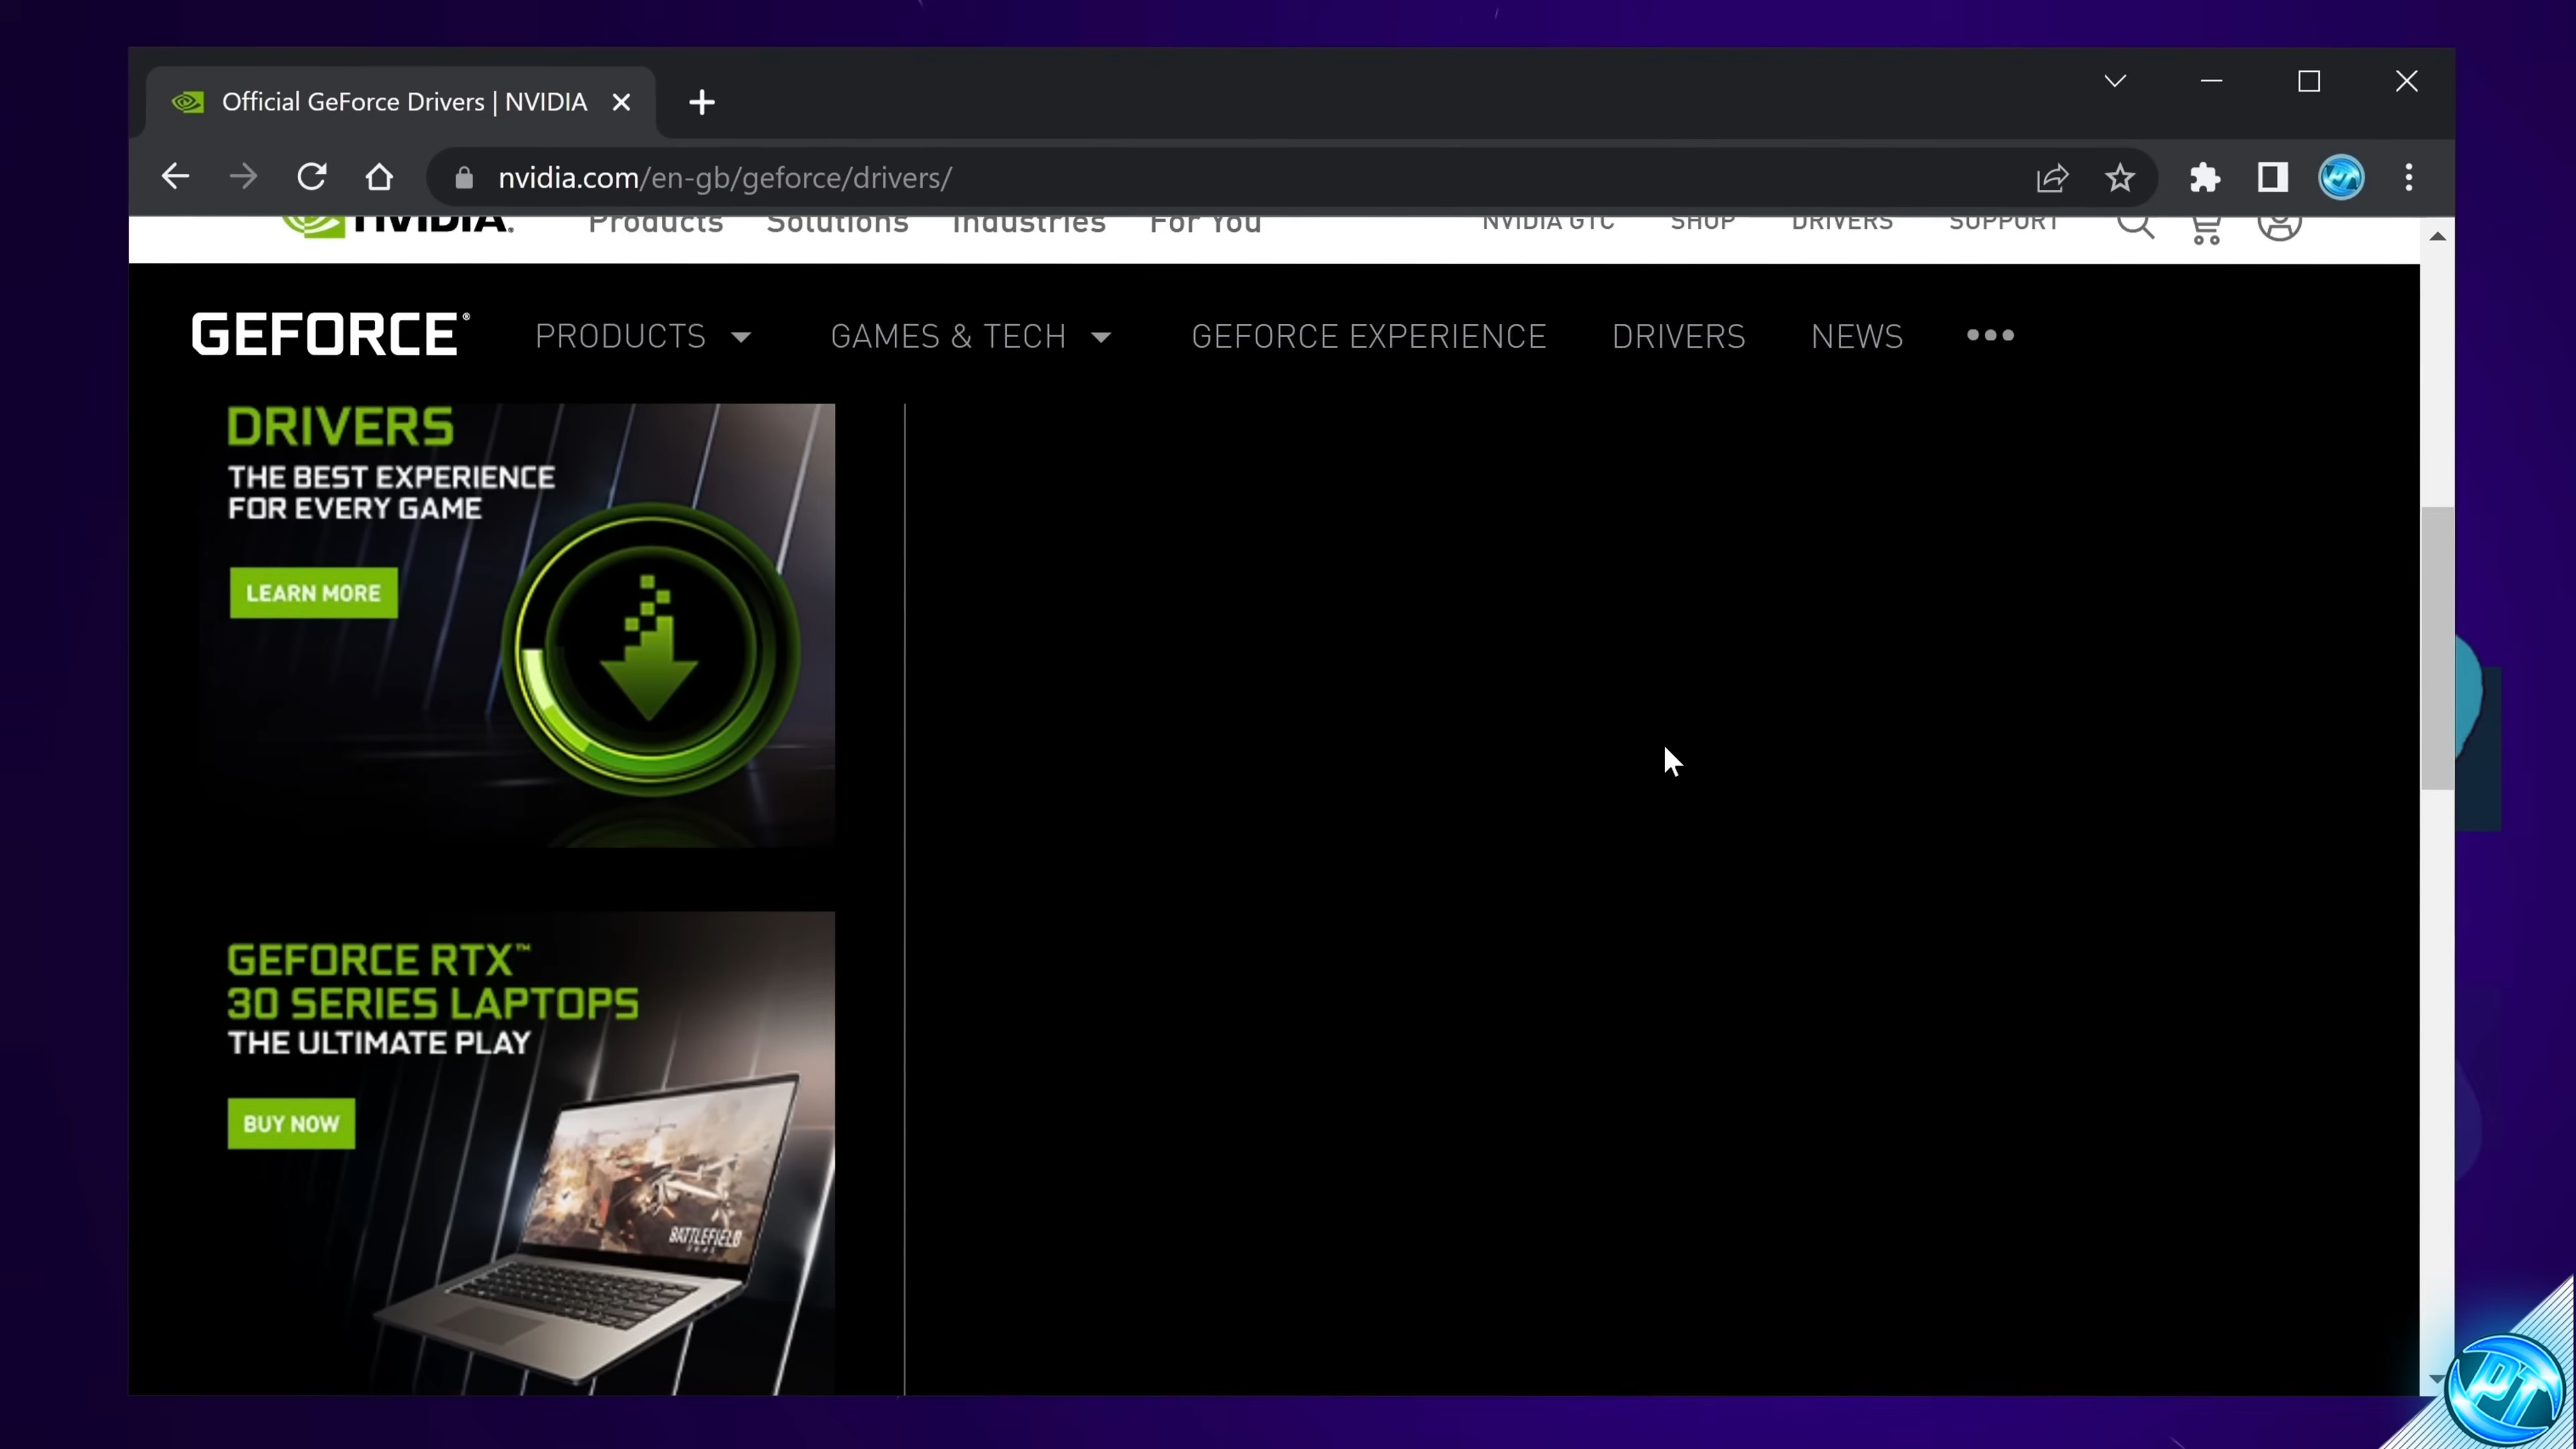 Official GeForce Drivers | NVIDIA
nvidia.com/en-gb/geforce/drivers/
NVIDIA. Products Solutions Industries For You NVIDIA GTC SHOP DRIVERS SUPPORT
GEFORCE® PRODUCTS GAMES & TECH GEFORCE EXPERIENCE DRIVERS NEWS
DRIVERS
THE BEST EXPERIENCE
FOR EVERY GAME
LEARN MORE
GEFORCE RTX™
30 SERIES LAPTOPS
THE ULTIMATE PLAY
BUY NOW
BATTLEFIELD
PT